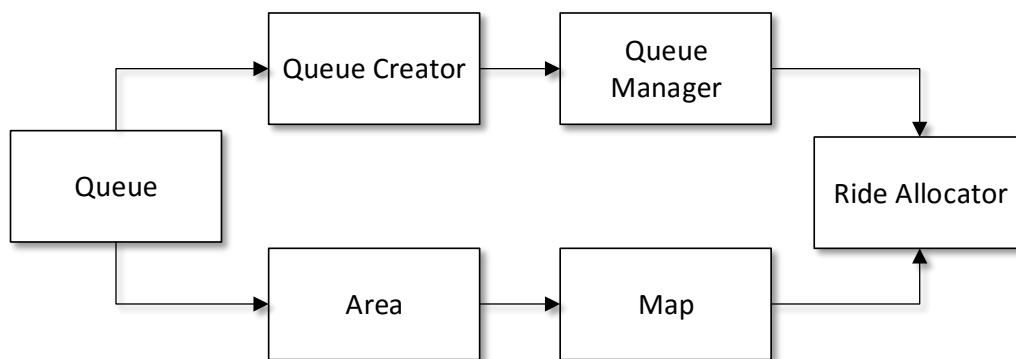 Queue Creator
Queue
Manager
Queue
Ride Allocator
Area
Map